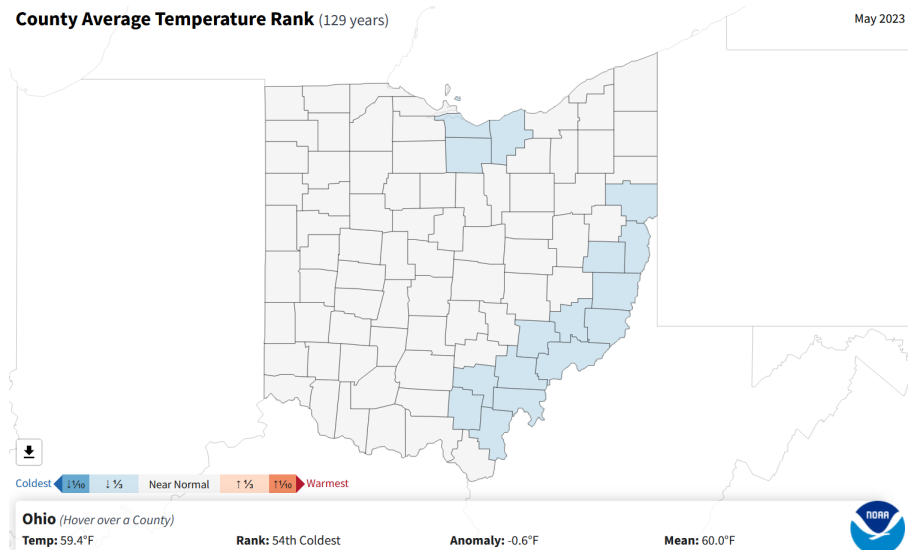 County Average Temperature Rank (129 years)
May 2023
Coldest ↓⅒ ↓⅓ Near Normal ↑⅓ ↑⅒ Warmest
Ohio (Hover over a County)
Temp: 59.4°F Rank: 54th Coldest Anomaly: -0.6°F Mean: 60.0°F
NOAA